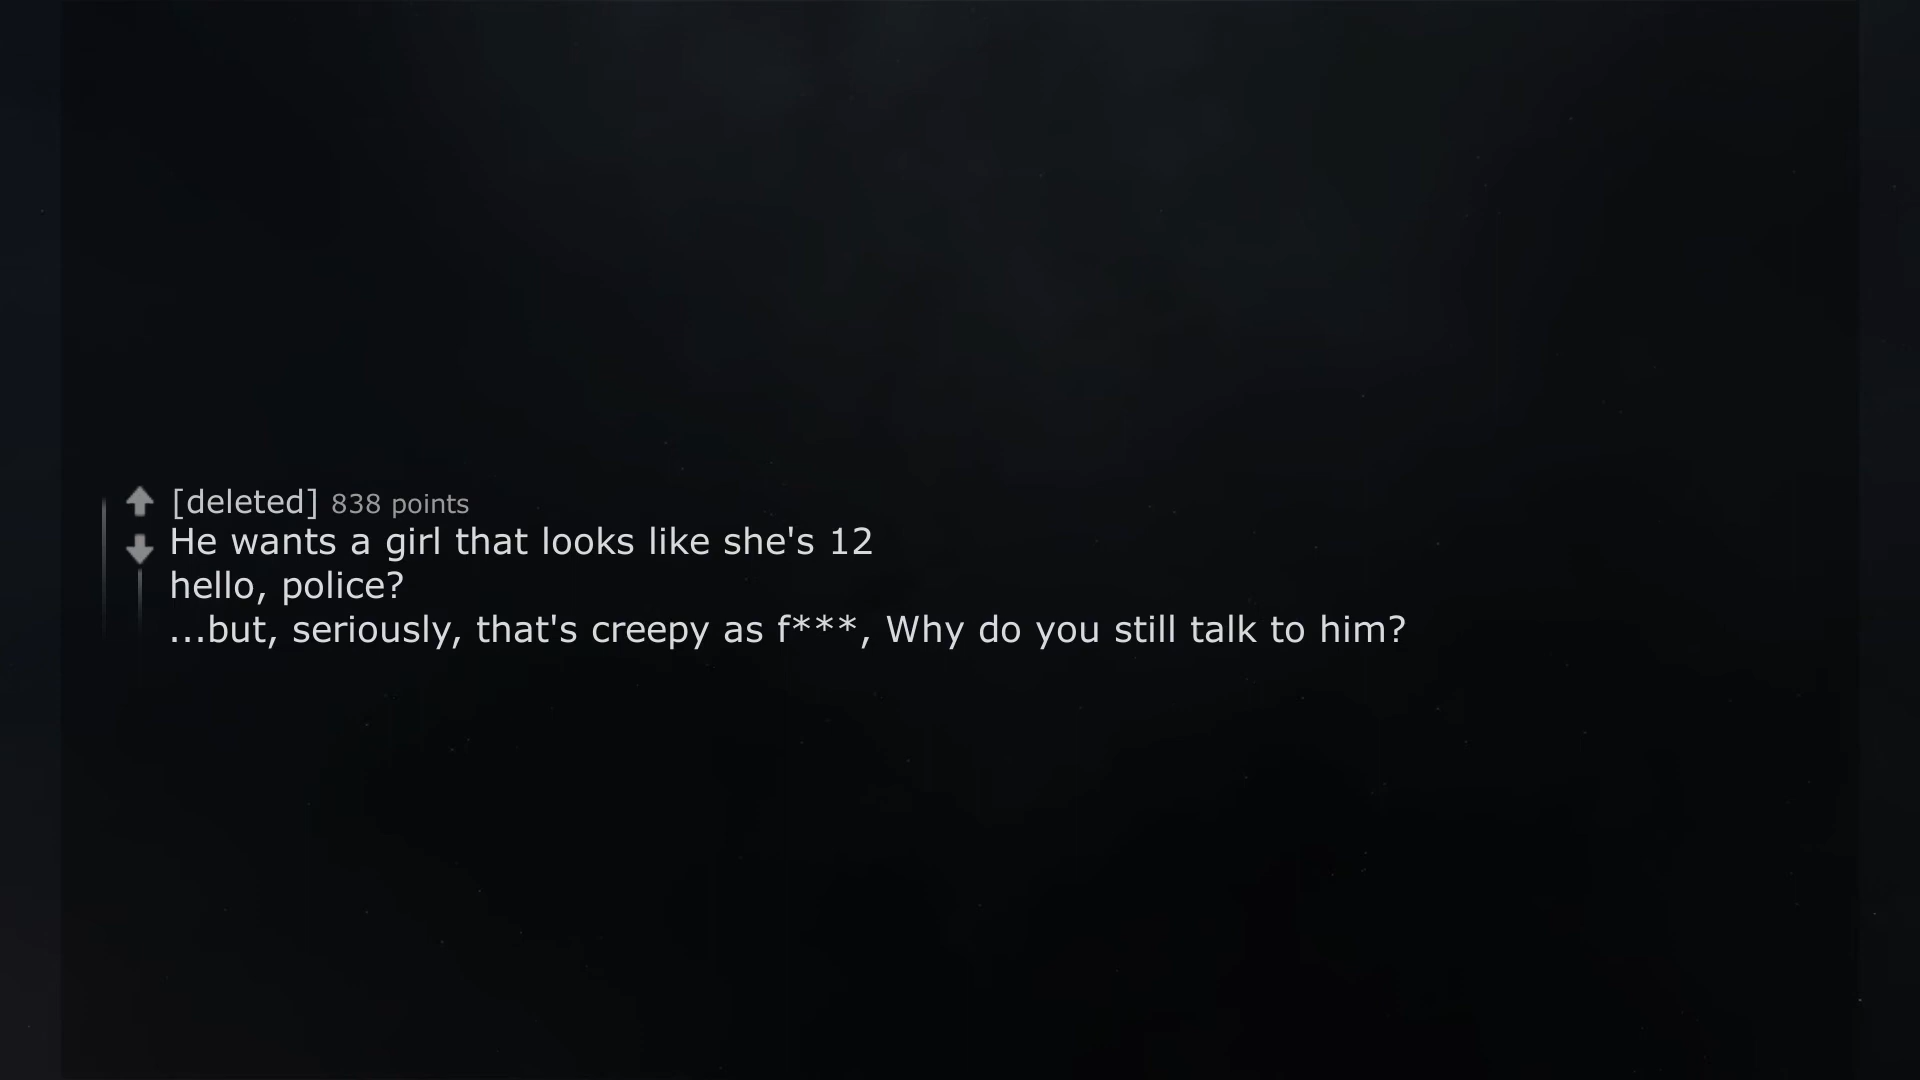 [deleted] 838 points
He wants a girl that looks like she's 12
hello, police?
...but, seriously, that's creepy as f***, Why do you still talk to him?